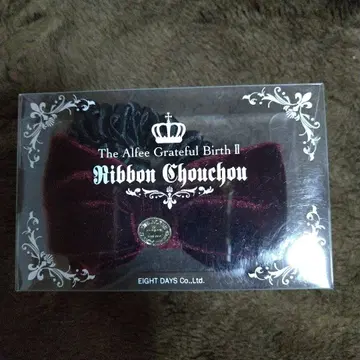 The Alfee Grateful Birth II
Ribbon Chouchou
EIGHT DAYS Co., Ltd.